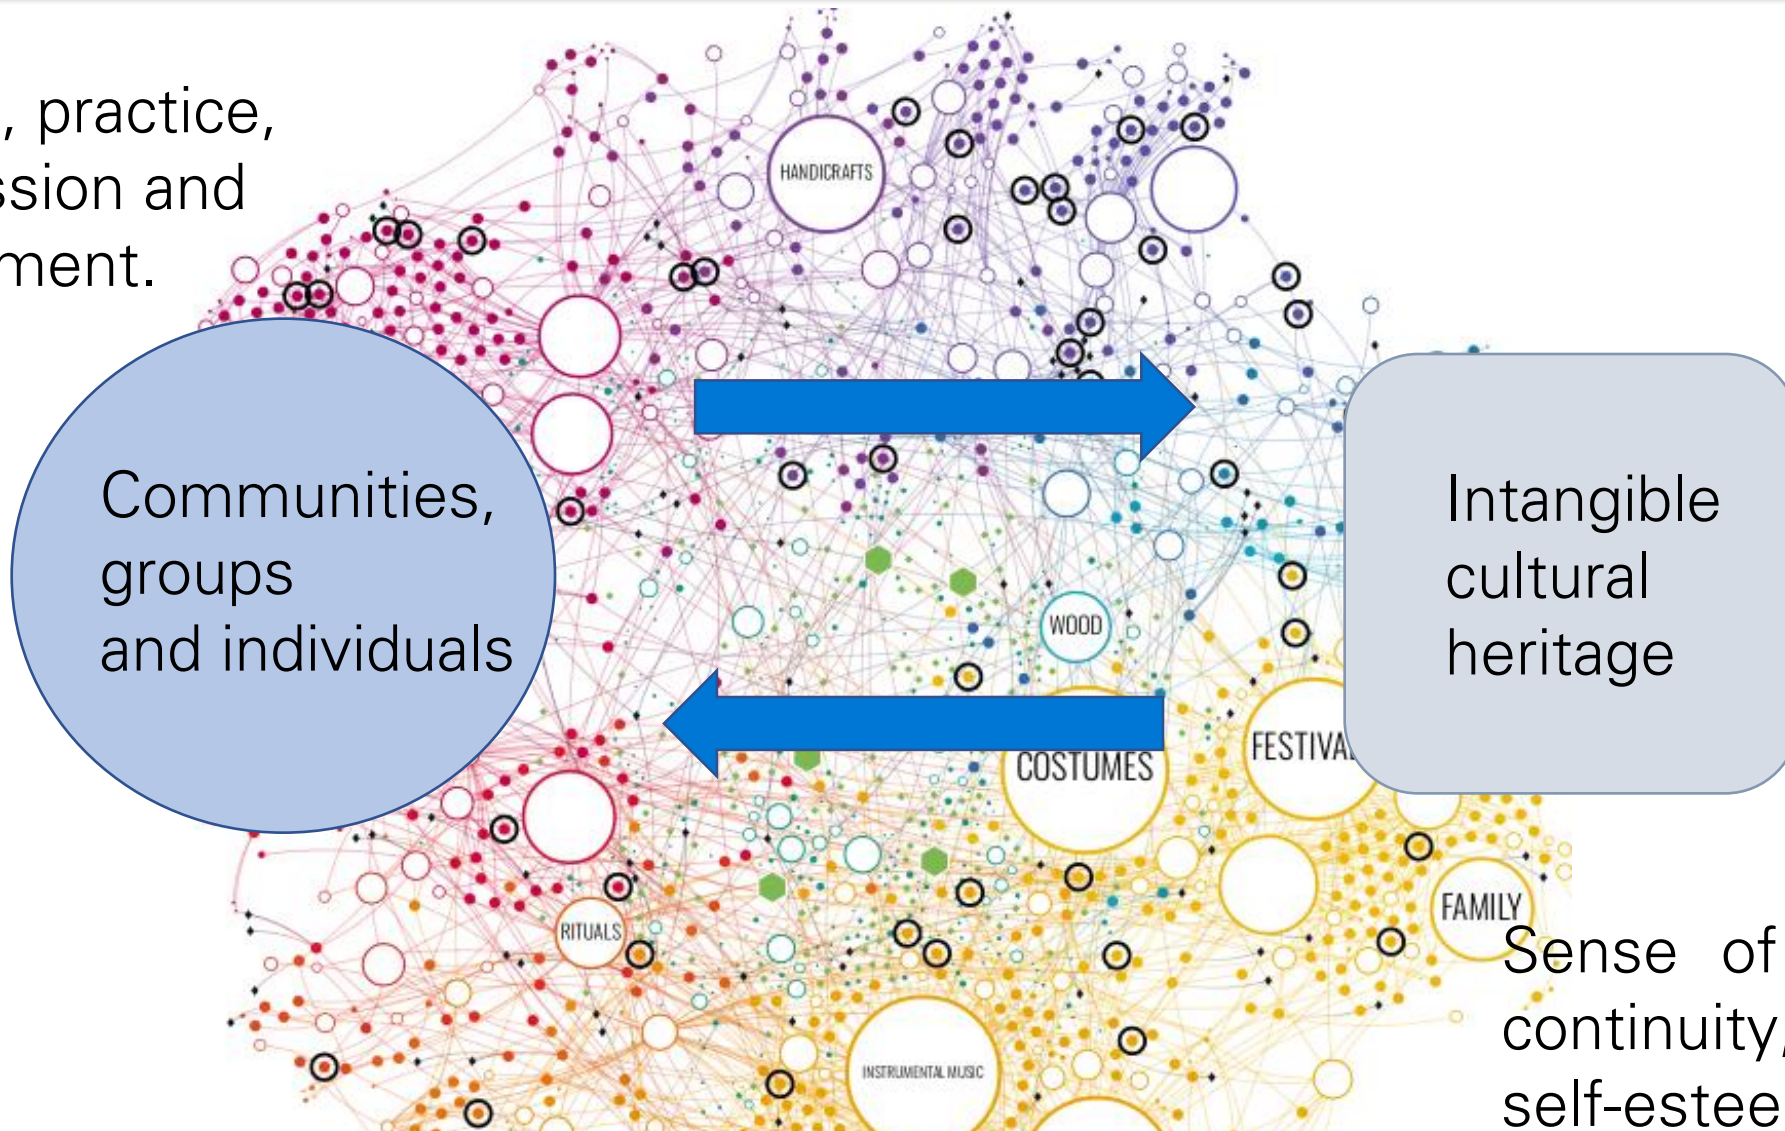 , practice,
ssion and
ment.
HANDICRAFTS
Communities,
groups
and individuals
Intangible
cultural
heritage
WOOD
COSTUMES
FESTIVA
FAMILY
RITUALS
Sense of
continuity,
self-estee
INSTRUMENTAL MUSIC